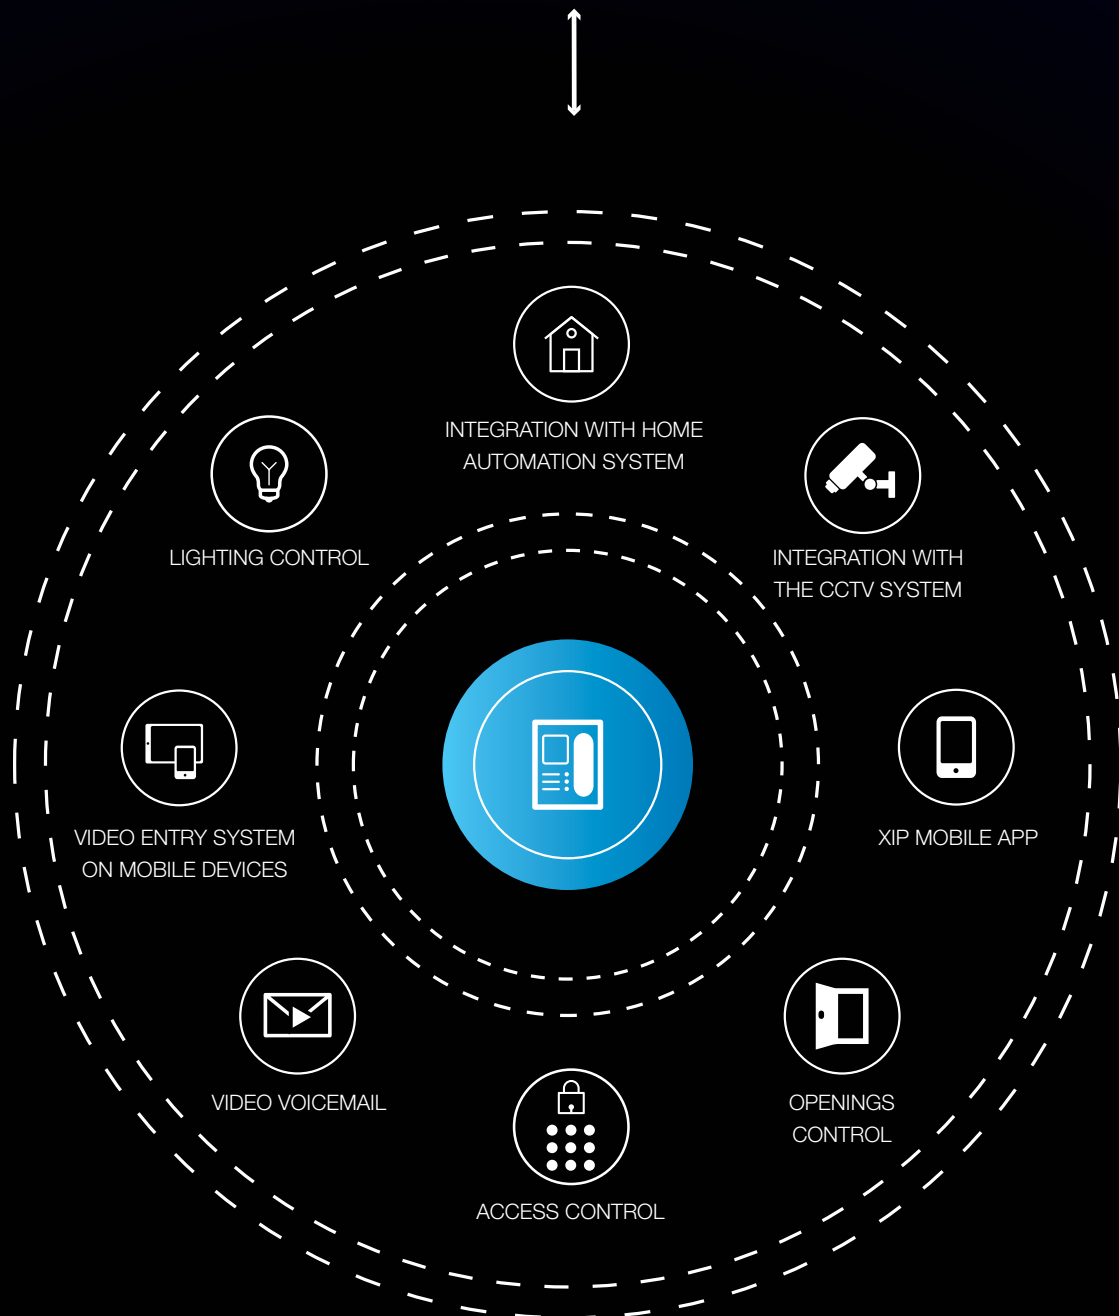 INTEGRATION WITH HOME
AUTOMATION SYSTEM
LIGHTING CONTROL
INTEGRATION WITH
THE CCTV SYSTEM
VIDEO ENTRY SYSTEM
ON MOBILE DEVICES
XIP MOBILE APP
VIDEO VOICEMAIL
OPENINGS
CONTROL
ACCESS CONTROL